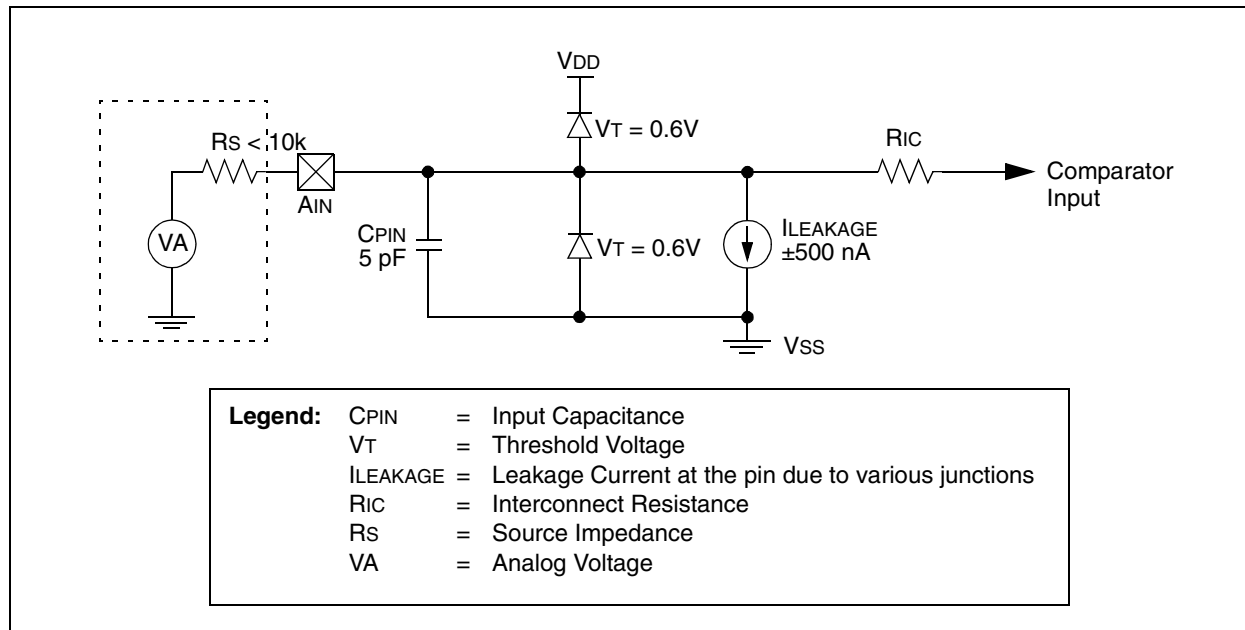 VDD
VT = 0.6V
RS < 10k
RIC
AIN
Comparator
Input
CPIN
5 pF
VA
VT = 0.6V
ILEAKAGE
±500 nA
VSS
Legend: CPIN = Input Capacitance
VT = Threshold Voltage
ILEAKAGE = Leakage Current at the pin due to various junctions
RIC = Interconnect Resistance
RS = Source Impedance
VA = Analog Voltage